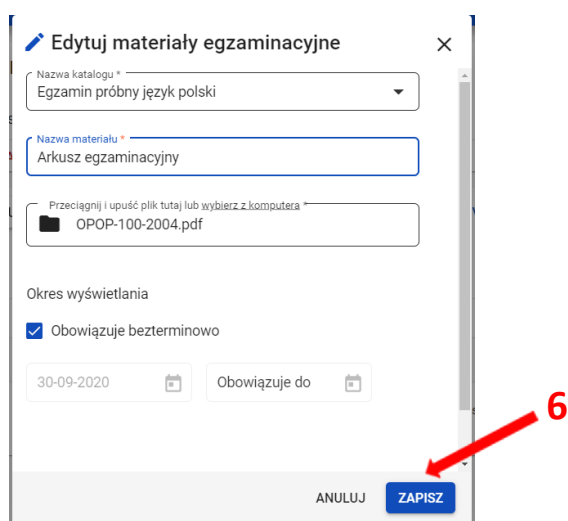 Edytuj materiały egzaminacyjne
Nazwa katalogu *
Egzamin próbny język polski
Nazwa materiału *
Arkusz egzaminacyjny
Przeciągnij i upuść plik tutaj lub wybierz z komputera *
OPOP-100-2004.pdf
Okres wyświetlania
Obowiązuje bezterminowo
30-09-2020 Obowiązuje do
6
ANULUJ ZAPISZ